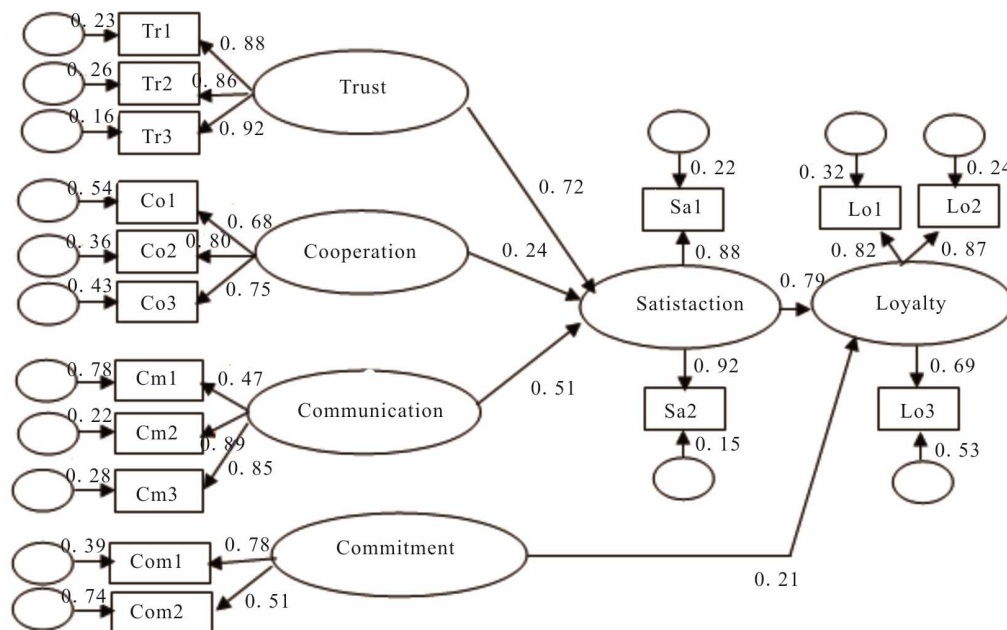 0. 23
Tr1
0. 88
0. 26
Tr2
0. 86
Trust
0. 16
Tr3
0. 92
0. 72
0. 22
Sa1
0. 88
0. 32
Lo1
0. 82
0. 24
Lo2
0. 87
0. 54
Co1
0. 68
0. 36
Co2
0. 80
Cooperation
0. 24
0. 43
Co3
0. 75
Satistaction
0. 79
Loyalty
0. 78
Cm1
0. 47
0. 22
Cm2
0. 89
Communication
0. 51
0. 28
Cm3
0. 85
0. 92
Sa2
0. 15
0. 69
Lo3
0. 53
0. 39
Com1
0. 78
Commitment
0. 21
0. 74
Com2
0. 51